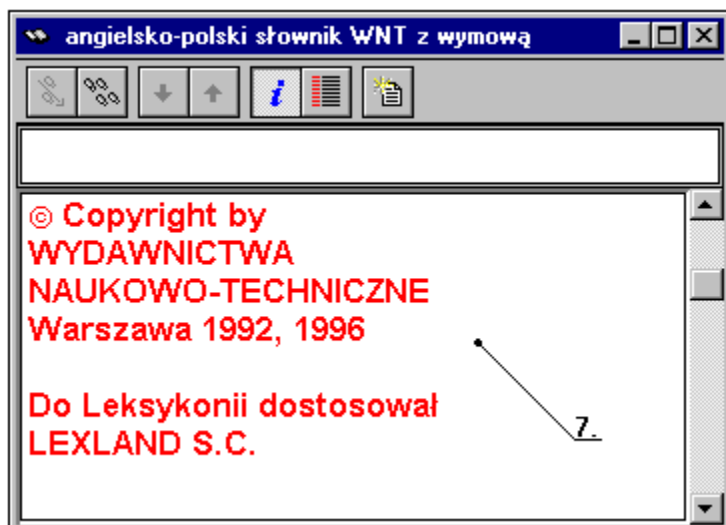 angielsko-polski słownik WNT z wymową
i
© Copyright by
WYDAWNICTWA
NAUKOWO-TECHNICZNE
Warszawa 1992, 1996
Do Leksykonii dostosował
LEXLAND S.C.
7.